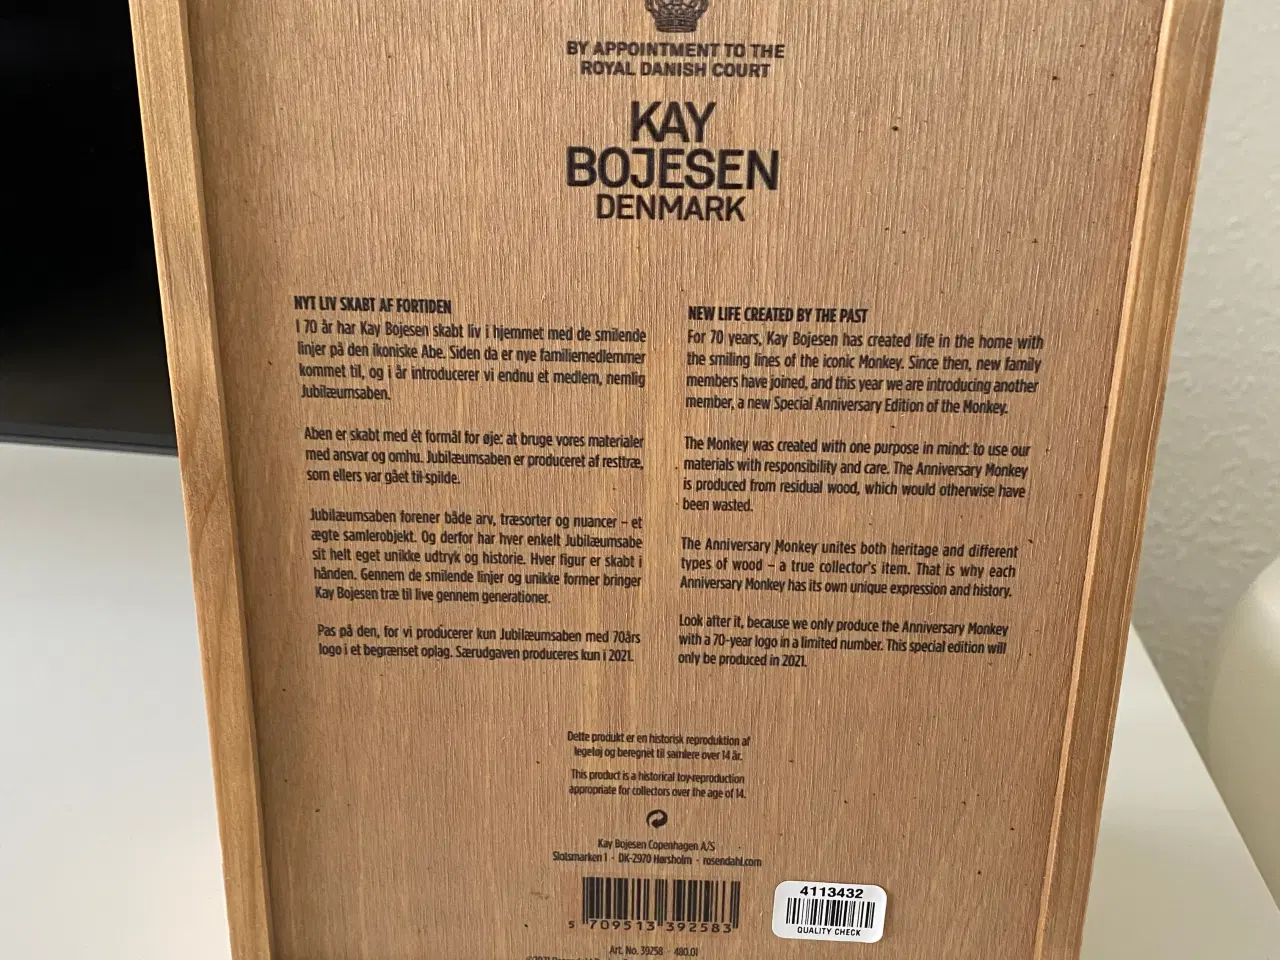 BY APPOINTMENT TO THE
ROYAL DANISH COURT
KAY
BOJESEN
DENMARK
NYT LIV SKABT AF FORTIDEN
I 70 år har Kay Bojesen skabt liv i hjemmet med de smilende
linjer på den ikoniske Abe. Siden da er nye familiemedlemmer
kommet til, og i år introducerer vi endnu et medlem, nemlig
Jubilæumsaben.
Aben er skabt med ét formål for øje: at bruge vores materialer
med ansvar og omhu. Jubilæumsaben er produceret af resttræ,
som ellers var gået til spilde.
Jubilæumsaben forener både arv, træsorter og nuancer – et
ægte samlerobjekt. Og derfor har hver enkelt Jubilæumsabe
sit helt eget unikke udtryk og historie. Hver figur er skabt i
hånden. Gennem de smilende linjer og unikke former bringer
Kay Bojesen træ til live gennem generationer.
Pas på den, for vi producerer kun Jubilæumsaben med 70års
logo i et begrænset oplag. Særudgaven produceres kun i 2021.
NEW LIFE CREATED BY THE PAST
For 70 years, Kay Bojesen has created life in the home with
the smiling lines of the iconic Monkey. Since then, new family
members have joined, and this year we are introducing another
member, a new Special Anniversary Edition of the Monkey.
The Monkey was created with one purpose in mind: to use our
materials with responsibility and care. The Anniversary Monkey
is produced from residual wood, which would otherwise have
been wasted.
The Anniversary Monkey unites both heritage and different
types of wood – a true collector's item. That is why each
Anniversary Monkey has its own unique expression and history.
Look after it, because we only produce the Anniversary Monkey
with a 70-year logo in a limited number. This special edition will
only be produced in 2021.
Dette produkt er en historisk reproduktion af
legetøj og beregnet til samlere over 14 år.
This product is a historical toy-reproduction
appropriate for collectors over the age of 14.
Kay Bojesen Copenhagen A/S
Slotsmarken 1 · DK-2970 Hørsholm · rosendahl.com
5 709513 392583
4113432
QUALITY CHECK
Art. No. 39258 480.01